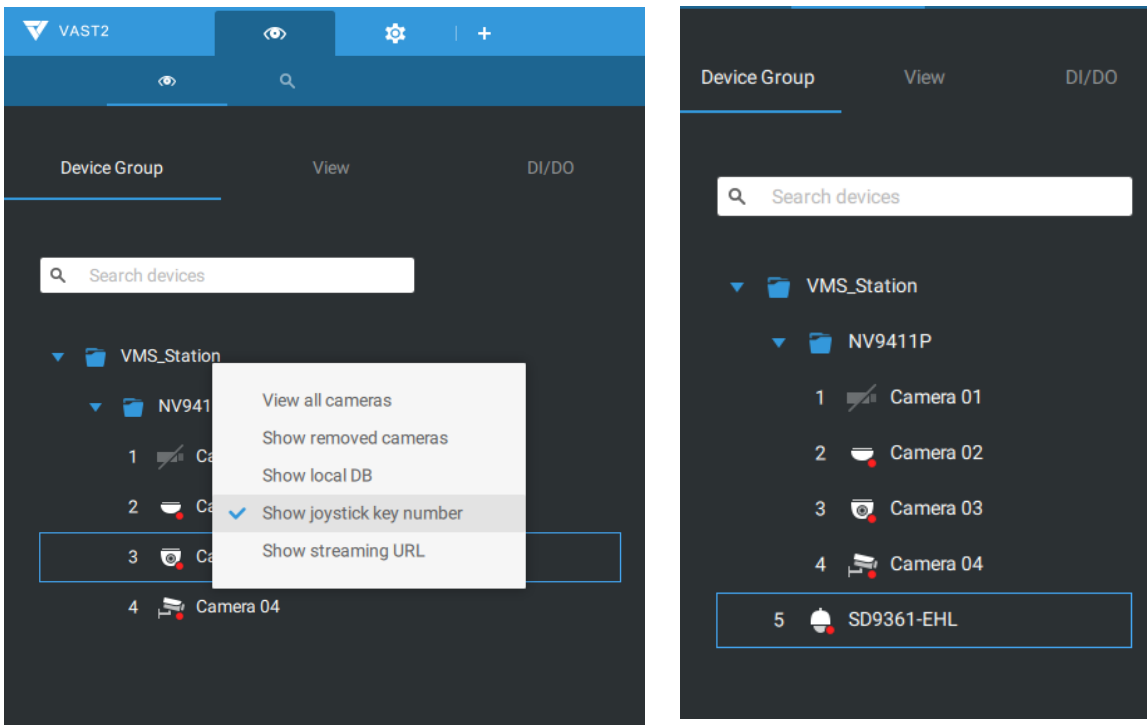 VAST2
Device Group View DI/DO
Search devices
VMS_Station
NV941
1 Ca
2 Ca
3 Ca
4 Camera 04
View all cameras
Show removed cameras
Show local DB
Show joystick key number
Show streaming URL
Device Group View DI/DO
Search devices
VMS_Station
NV9411P
1 Camera 01
2 Camera 02
3 Camera 03
4 Camera 04
5 SD9361-EHL